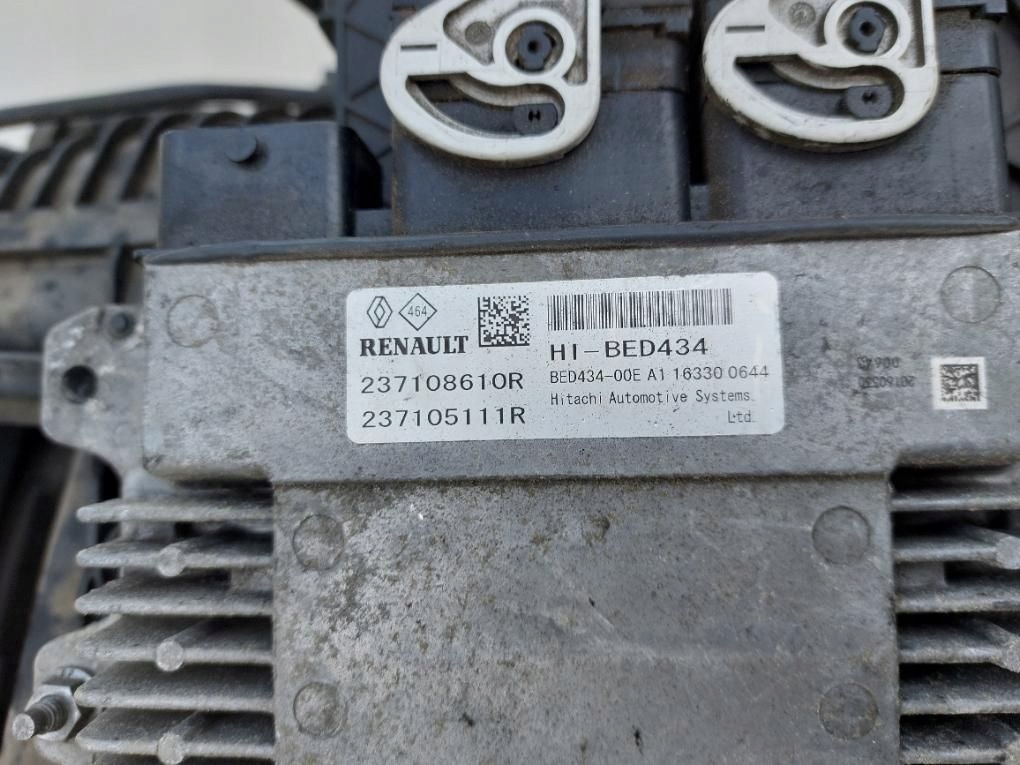 464
RENAULT
237108610R
237105111R
HI-BED434
BED434-00E A1 16330 0644
Hitachi Automotive Systems.
Ltd.
H
H